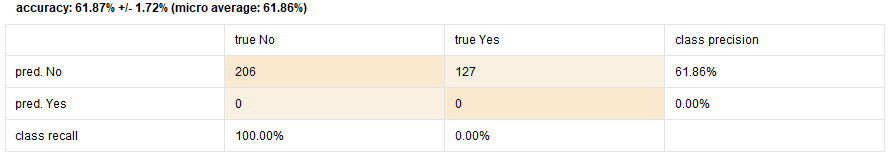 accuracy: 61.87% +/- 1.72% (micro average: 61.86%)
true No true Yes class precision
pred. No 206 127 61.86%
pred. Yes 0 0 0.00%
class recall 100.00% 0.00%